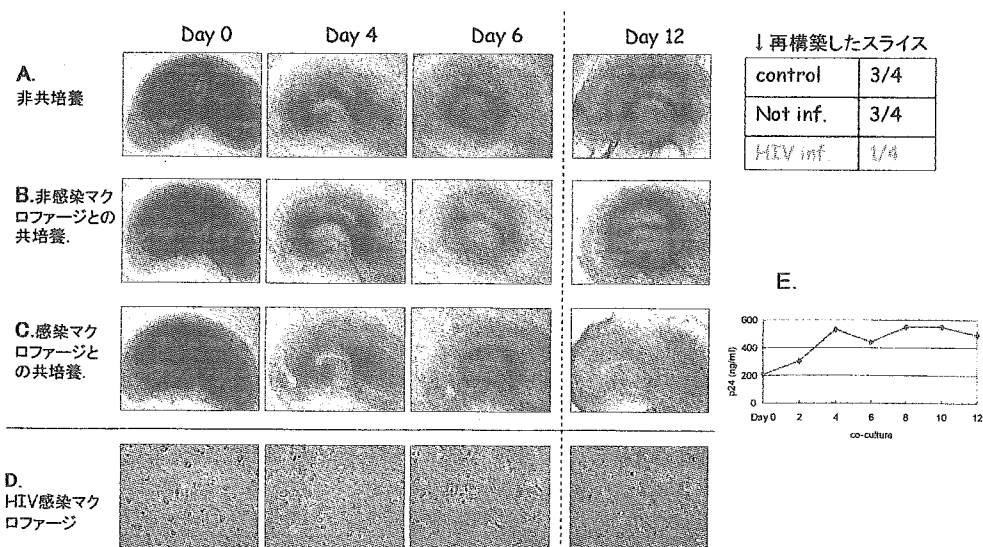 Day 0
Day 4
Day 6
Day 12
A.
非共培養
B.非感染マク
ロファージとの
共培養.
C.感染マク
ロファージと
の共培養.
D.
HIV感染マク
ロファージ
↓再構築したスライス
control 3/4
Not inf. 3/4
HIV inf. 1/4
E.
p24 (ng/ml)
600
400
200
0
Day 0 2 4 6 8 10 12
co-culture